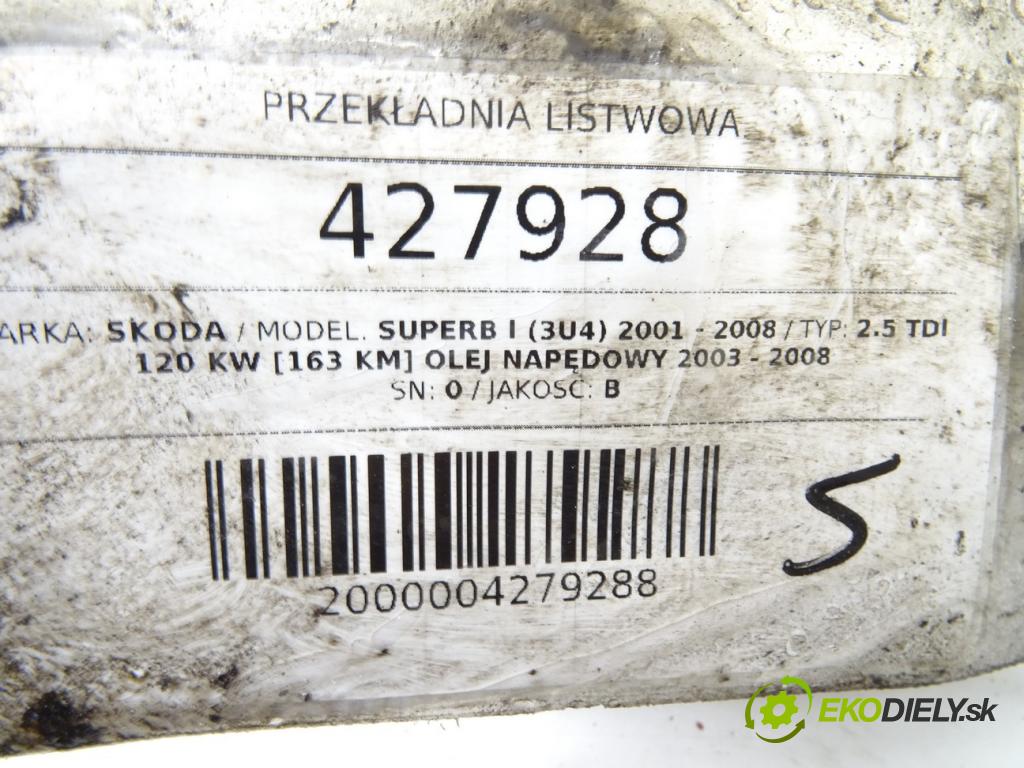 PRZEKŁADNIA LISTWOWA
427928
ARKA: SKODA / MODEL. SUPERB I (3U4) 2001 - 2008 / TYP: 2.5 TDI
120 KW [163 KM] OLEJ NAPĘDOWY 2003 - 2008
SN: 0 / JAKOŚĆ: B
2000004279288
S
EKODIELY.sk